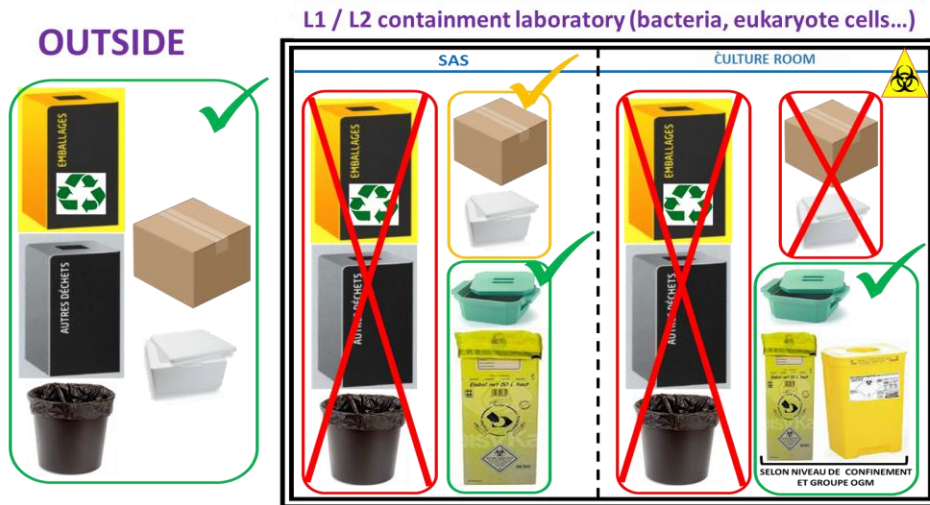 L1 / L2 containment laboratory (bacteria, eukaryote cells...)
OUTSIDE
SAS
CULTURE ROOM
EMBALLAGES
AUTRES DÉCHETS
EMBALLAGES
AUTRES DÉCHETS
EMBALLAGES
AUTRES DÉCHETS
SELON NIVEAU DE CONFINEMENT
ET GROUPE OGM